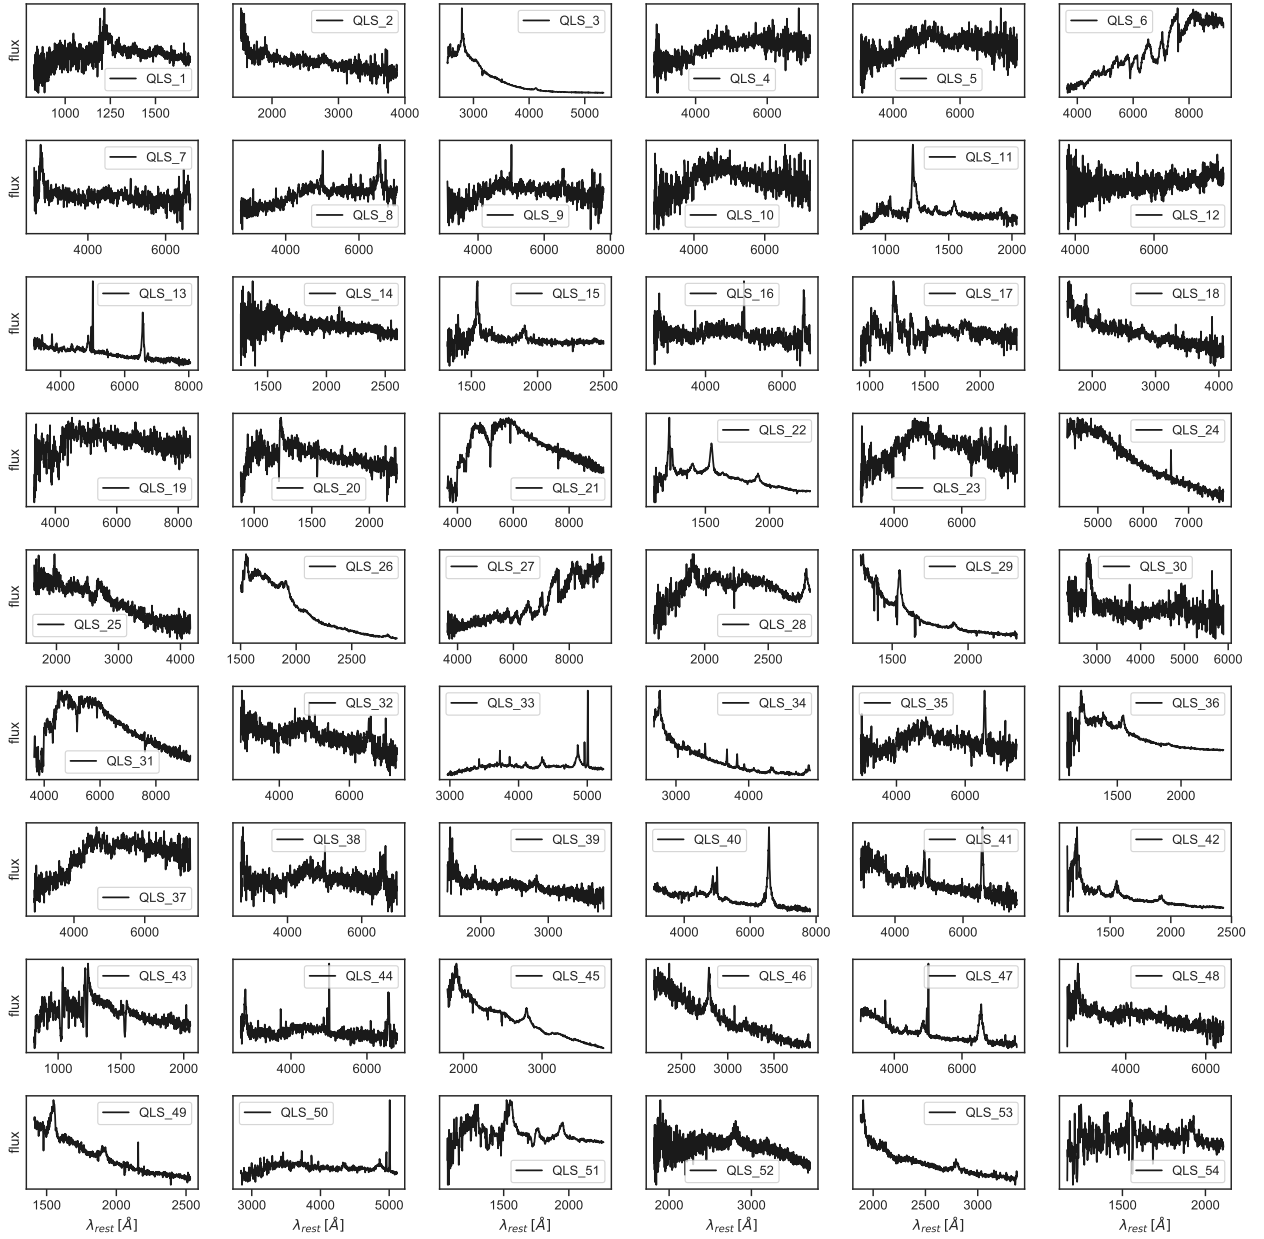 flux QLS_1 QLS_2 QLS_3 QLS_4 QLS_5 QLS_6
1000 1250 1500 2000 3000 4000 3000 4000 5000 4000 6000 4000 6000 4000 6000 8000
flux QLS_7 QLS_8 QLS_9 QLS_10 QLS_11 QLS_12
4000 6000 4000 6000 4000 6000 8000 4000 6000 1000 1500 2000 4000 6000
flux QLS_13 QLS_14 QLS_15 QLS_16 QLS_17 QLS_18
4000 6000 8000 1500 2000 2500 1500 2000 2500 4000 6000 1000 1500 2000 2000 3000 4000
flux QLS_19 QLS_20 QLS_21 QLS_22 QLS_23 QLS_24
4000 6000 8000 1000 1500 2000 4000 6000 8000 1500 2000 4000 6000 5000 6000 7000
flux QLS_25 QLS_26 QLS_27 QLS_28 QLS_29 QLS_30
2000 3000 4000 1500 2000 2500 4000 6000 8000 2000 2500 1500 2000 3000 4000 5000 6000
flux QLS_31 QLS_32 QLS_33 QLS_34 QLS_35 QLS_36
4000 6000 8000 4000 6000 3000 4000 5000 3000 4000 4000 6000 1500 2000
flux QLS_37 QLS_38 QLS_39 QLS_40 QLS_41 QLS_42
4000 6000 4000 6000 2000 3000 4000 6000 8000 4000 6000 1500 2000 2500
flux QLS_43 QLS_44 QLS_45 QLS_46 QLS_47 QLS_48
1000 1500 2000 4000 6000 2000 3000 2500 3000 3500 4000 6000 4000 6000
flux QLS_49 QLS_50 QLS_51 QLS_52 QLS_53 QLS_54
1500 2000 2500 3000 4000 5000 1500 2000 2000 3000 2000 2500 3000 1500 2000
λrest [Å] λrest [Å] λrest [Å] λrest [Å] λrest [Å] λrest [Å]